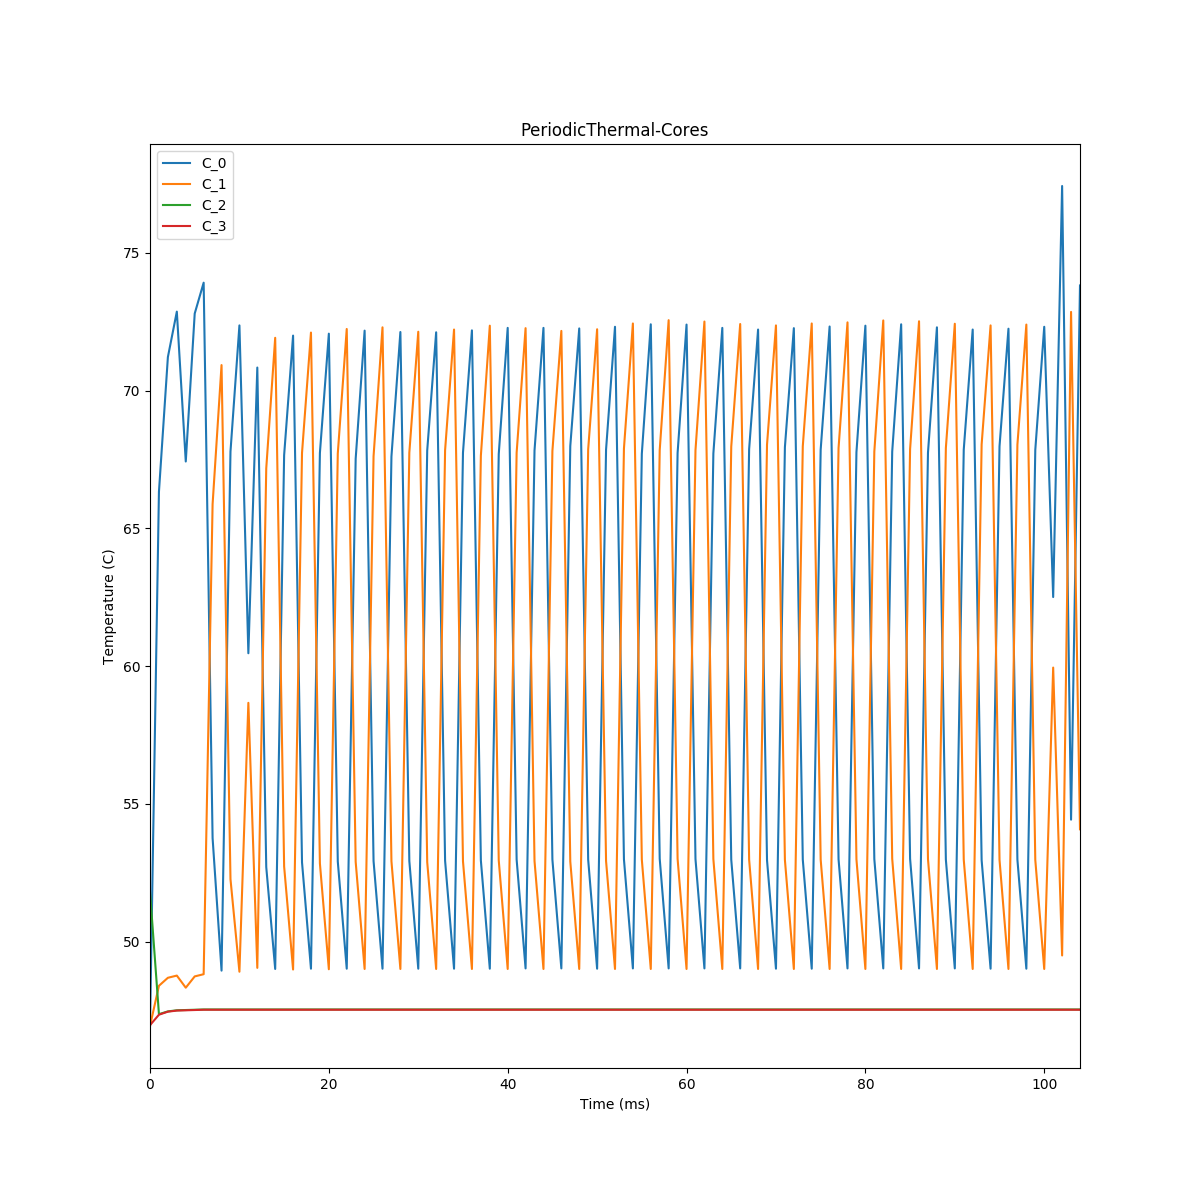 PeriodicThermal-Cores
C_0
C_1
C_2
C_3
75
70
65
60
55
50
Temperature (C)
0 20 40 60 80 100
Time (ms)